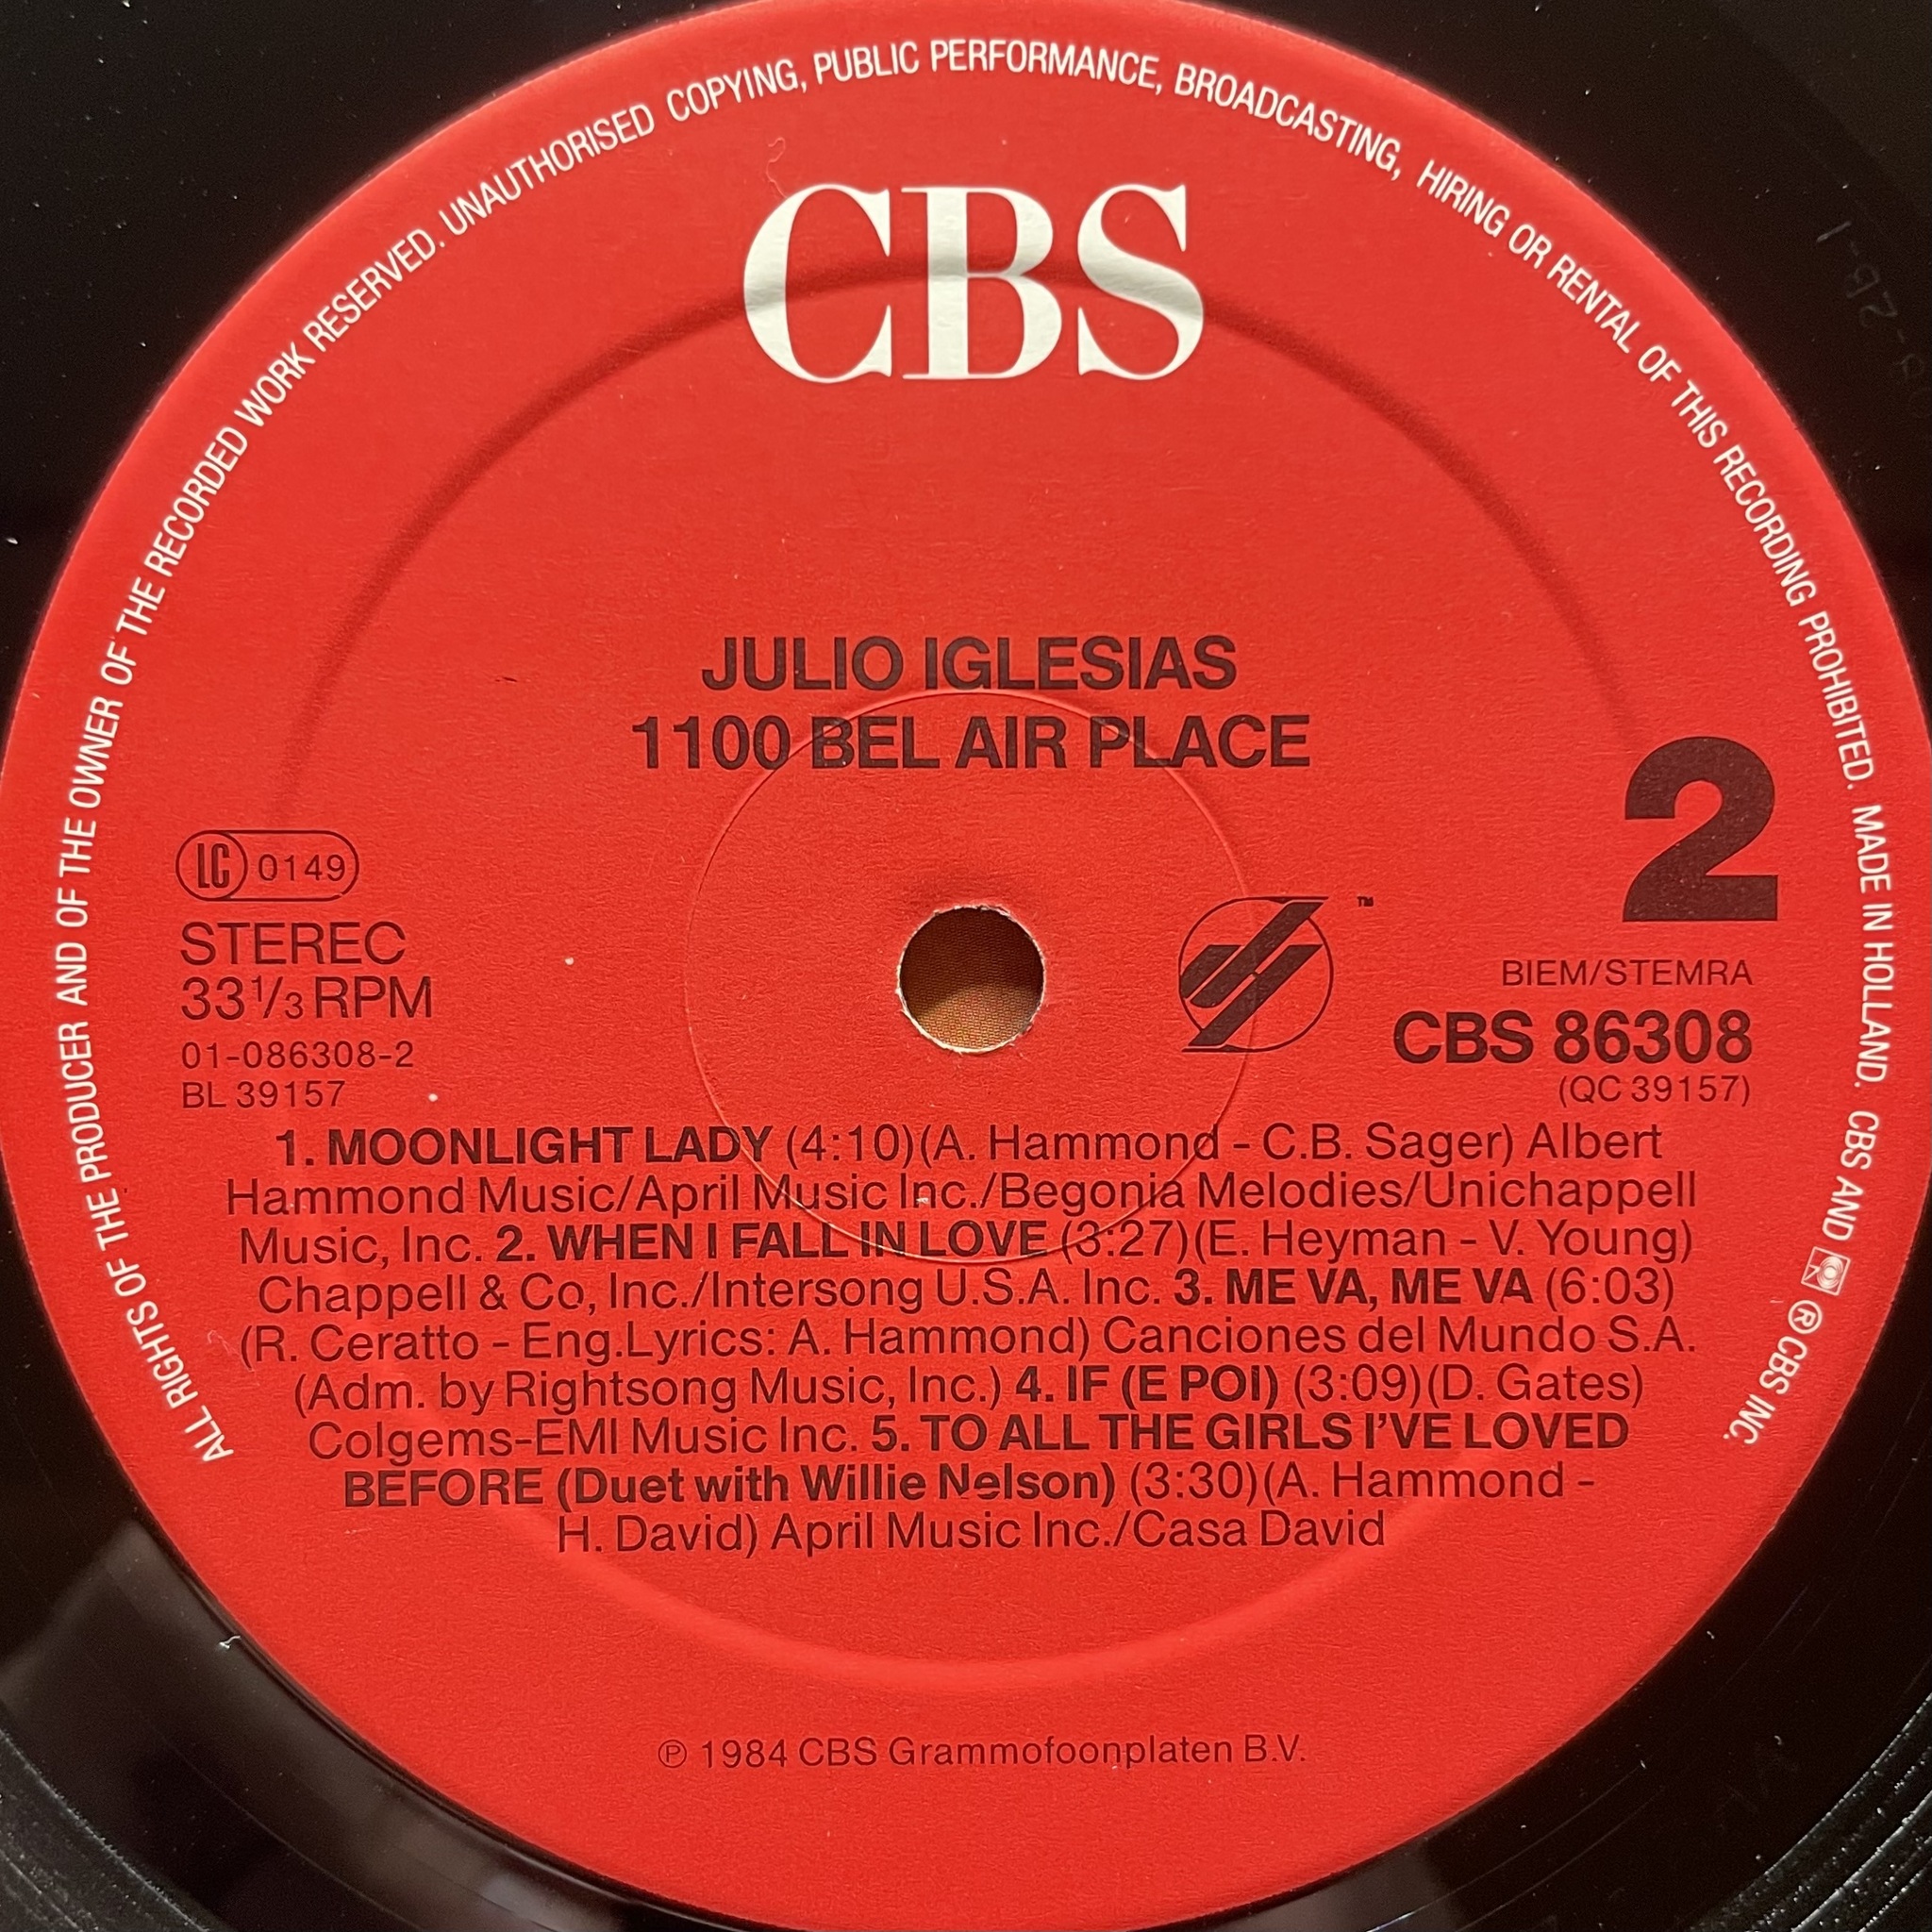 ALL RIGHTS OF THE PRODUCER AND OF THE OWNER OF THE RECORDED WORK RESERVED. UNAUTHORISED COPYING, PUBLIC PERFORMANCE, BROADCASTING, HIRING OR RENTAL OF THIS RECORDING PROHIBITED. MADE IN HOLLAND. CBS AND ® CBS INC.
CBS
JULIO IGLESIAS
1100 BEL AIR PLACE
2
LC 0149
STEREC
33 1/3 RPM
01-086308-2
BL 39157
™
BIEM/STEMRA
CBS 86308
(QC 39157)
1. MOONLIGHT LADY (4:10)(A. Hammond - C.B. Sager) Albert
Hammond Music/April Music Inc./Begonia Melodies/Unichappell
Music, Inc. 2. WHEN I FALL IN LOVE (3:27)(E. Heyman - V. Young)
Chappell & Co, Inc./Intersong U.S.A. Inc. 3. ME VA, ME VA (6:03)
(R. Ceratto - Eng.Lyrics: A. Hammond) Canciones del Mundo S.A.
(Adm. by Rightsong Music, Inc.) 4. IF (E POI) (3:09)(D. Gates)
Colgems-EMI Music Inc. 5. TO ALL THE GIRLS I'VE LOVED
BEFORE (Duet with Willie Nelson) (3:30)(A. Hammond -
H. David) April Music Inc./Casa David
℗ 1984 CBS Grammofoonplaten B.V.